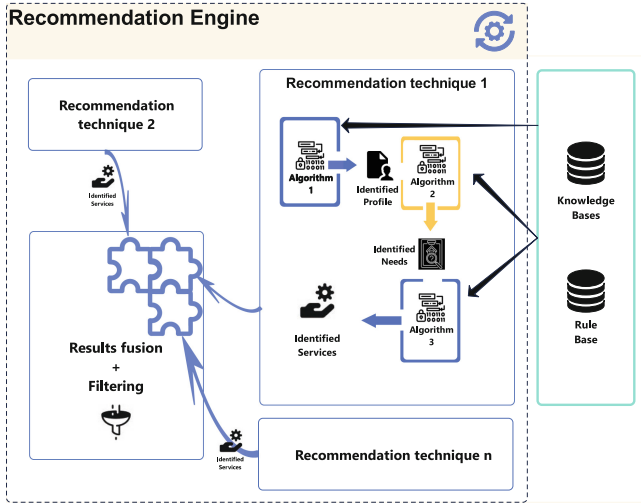 Recommendation Engine
Recommendation technique 1
Recommendation
technique 2
Identified
Services
Algorithm
1
Identified
Profile
Algorithm
2
Identified
Needs
Algorithm
3
Identified
Services
Knowledge
Bases
Rule
Base
Results fusion
+
Filtering
Identified
Services
Recommendation technique n